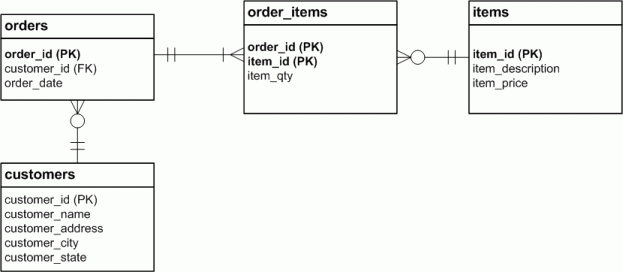 orders
order_id (PK)
customer_id (FK)
order_date
order_items
order_id (PK)
item_id (PK)
item_qty
items
item_id (PK)
item_description
item_price
customers
customer_id (PK)
customer_name
customer_address
customer_city
customer_state